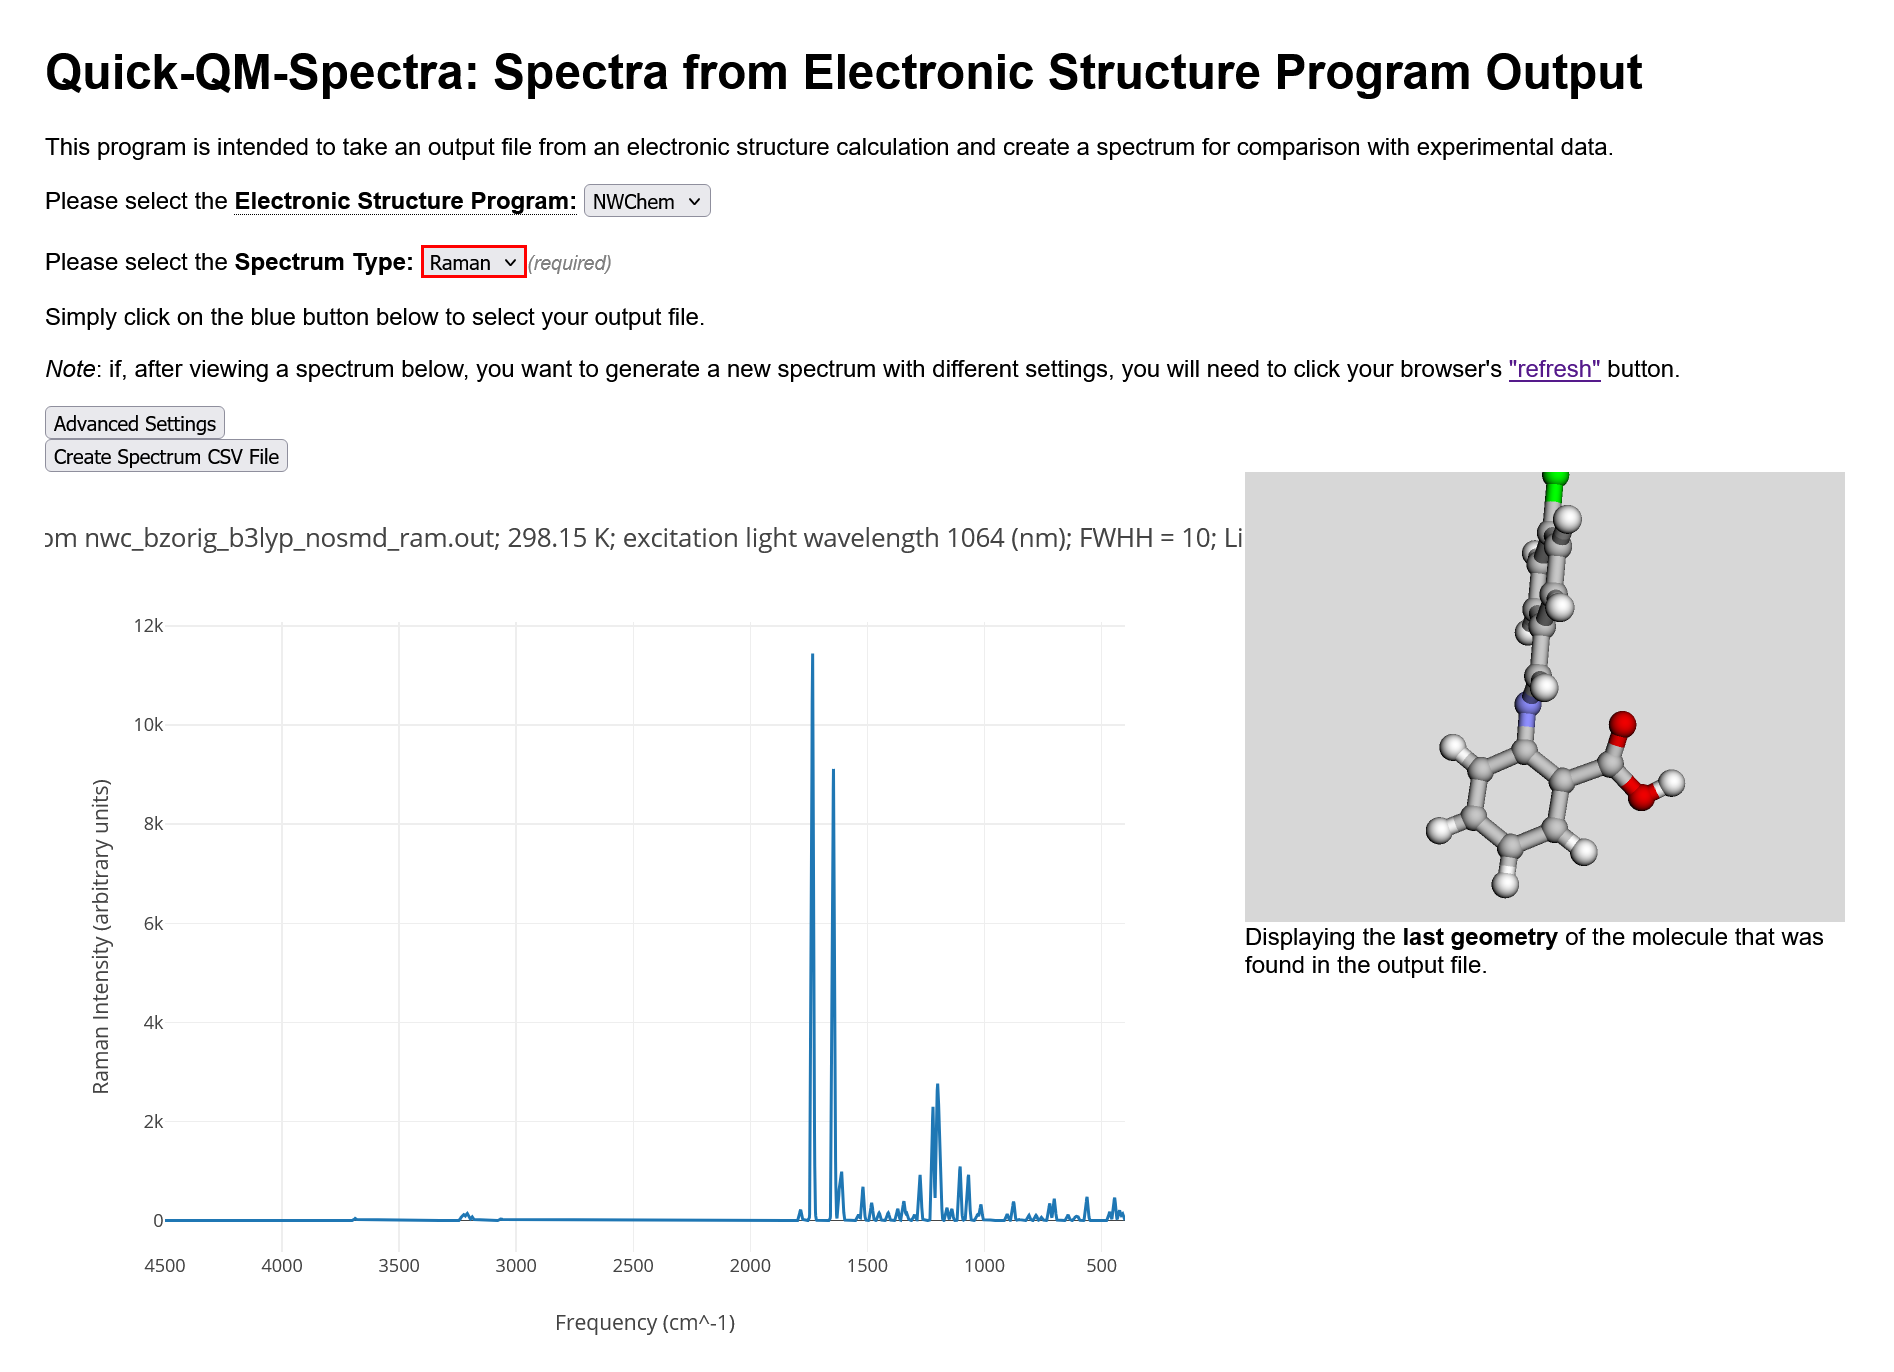 Quick-QM-Spectra: Spectra from Electronic Structure Program Output
This program is intended to take an output file from an electronic structure calculation and create a spectrum for comparison with experimental data.
Please select the Electronic Structure Program: NWChem
Please select the Spectrum Type: Raman (required)
Simply click on the blue button below to select your output file.
Note: if, after viewing a spectrum below, you want to generate a new spectrum with different settings, you will need to click your browser's "refresh" button.
Advanced Settings
Create Spectrum CSV File
om nwc_bzorig_b3lyp_nosmd_ram.out; 298.15 K; excitation light wavelength 1064 (nm); FWHH = 10; Li
12k
10k
8k
6k
4k
2k
0
Raman Intensity (arbitrary units)
4500 4000 3500 3000 2500 2000 1500 1000 500
Frequency (cm^-1)
Displaying the last geometry of the molecule that was
found in the output file.